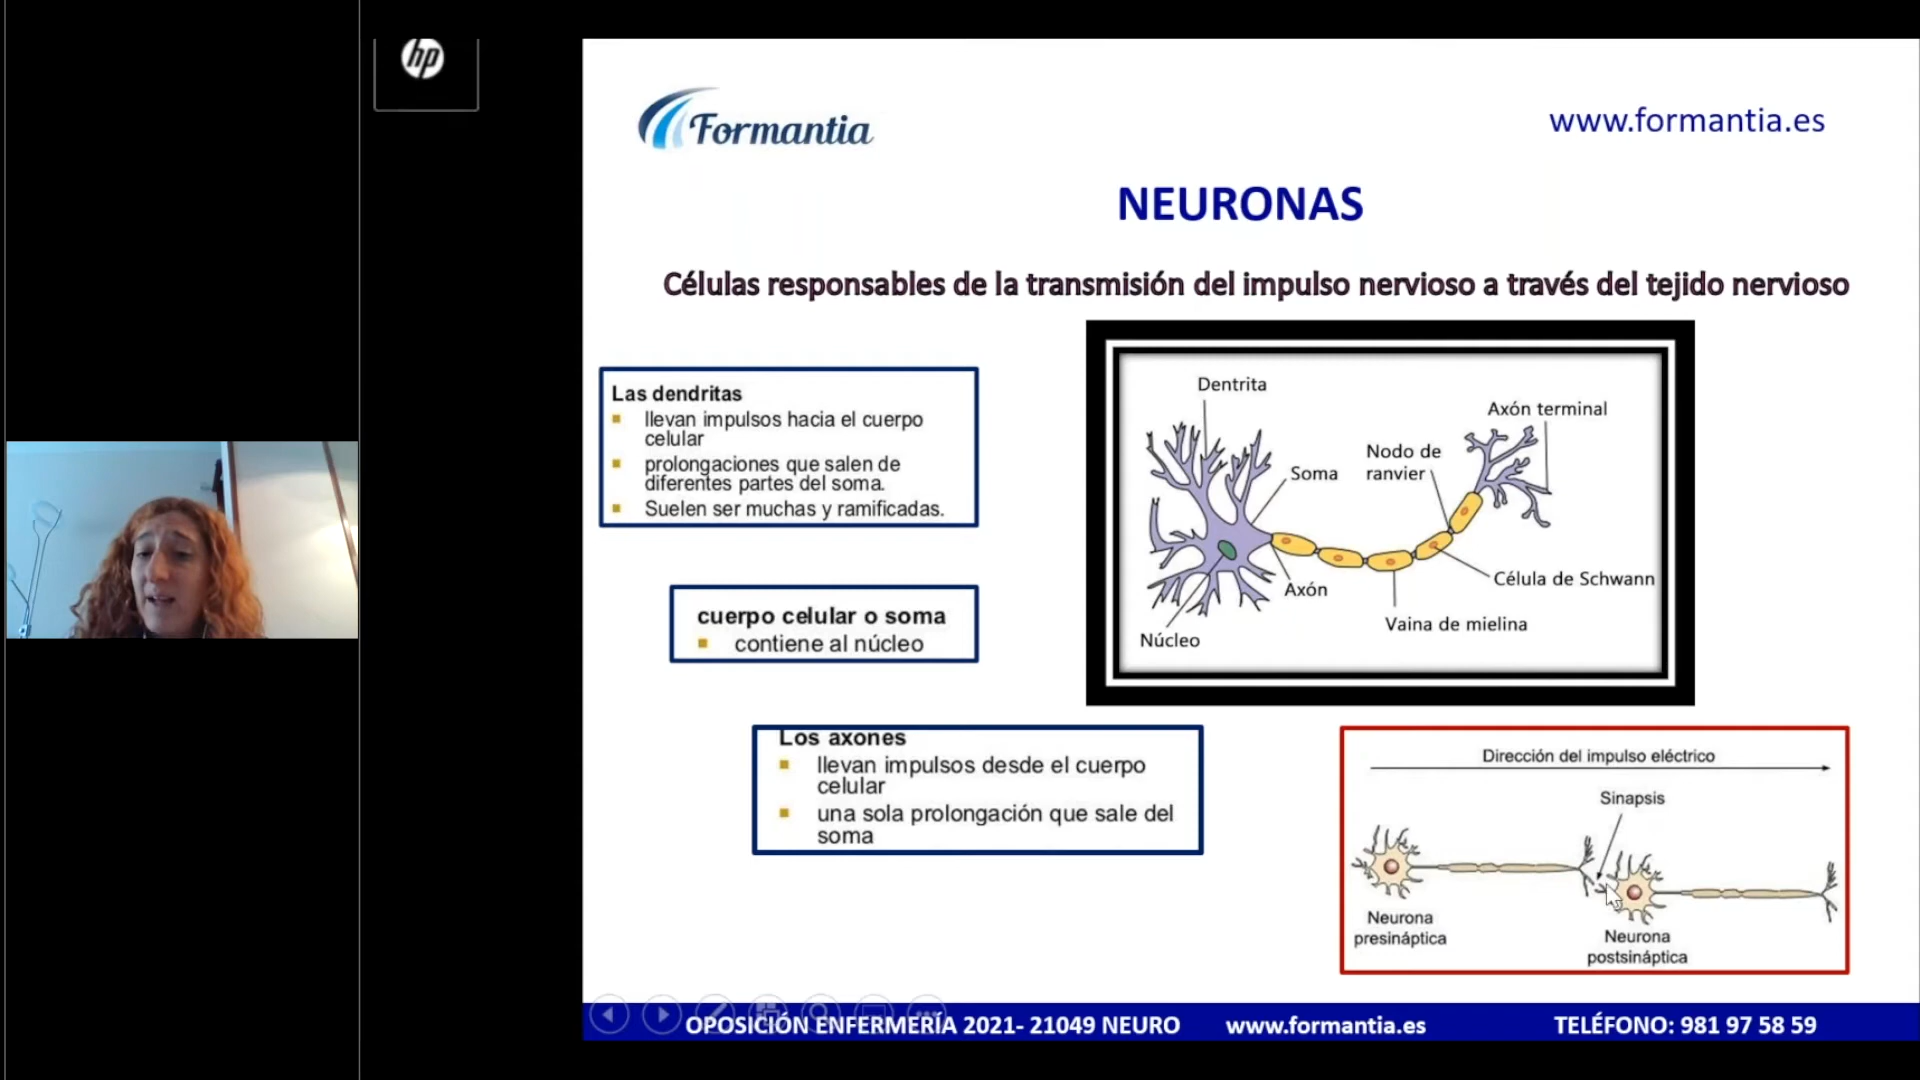 hp
Formantia
www.formantia.es
NEURONAS
Células responsables de la transmisión del impulso nervioso a través del tejido nervioso
Las dendritas
llevan impulsos hacia el cuerpo
celular
prolongaciones que salen de
diferentes partes del soma.
Suelen ser muchas y ramificadas.
cuerpo celular o soma
contiene al núcleo
Los axones
llevan impulsos desde el cuerpo
celular
una sola prolongación que sale del
soma
Dentrita
Axón terminal
Nodo de
ranvier
Soma
Célula de Schwann
Axón
Vaina de mielina
Núcleo
Dirección del impulso eléctrico
Sinapsis
Neurona
presináptica
Neurona
postsináptica
OPOSICIÓN ENFERMERÍA 2021- 21049 NEURO www.formantia.es TELÉFONO: 981 97 58 59